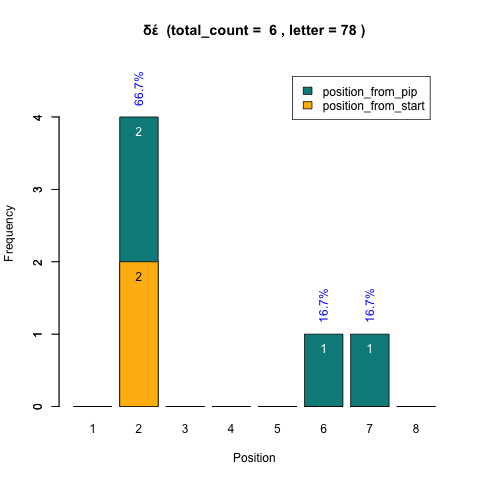 δέ (total_count = 6 , letter = 78 )
66.7%
position_from_pip
position_from_start
4
2
3
Frequency
2
2
16.7%
16.7%
1
1
1
0
1 2 3 4 5 6 7 8
Position